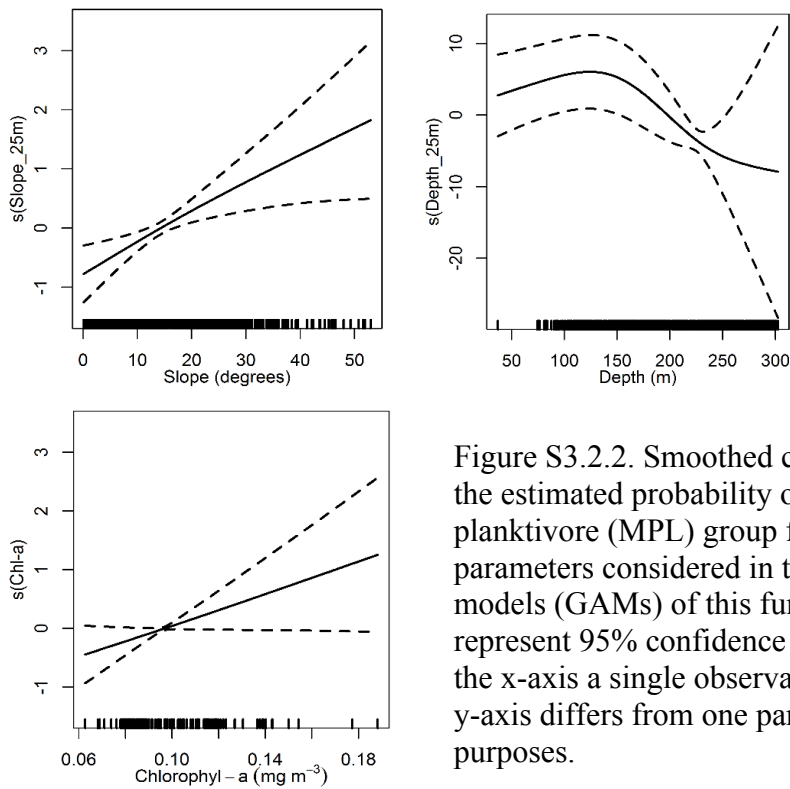 s(Slope_25m)
3
2
1
0
-1
0 10 20 30 40 50
Slope (degrees)
s(Depth_25m)
10
0
-10
-20
50 100 150 200 250 300
Depth (m)
s(Chl-a)
3
2
1
0
-1
0.06 0.10 0.14 0.18
Chlorophyl – a (mg m⁻³)
Figure S3.2.2. Smoothed c
the estimated probability o
planktivore (MPL) group f
parameters considered in t
models (GAMs) of this fun
represent 95% confidence
the x-axis a single observa
y-axis differs from one par
purposes.